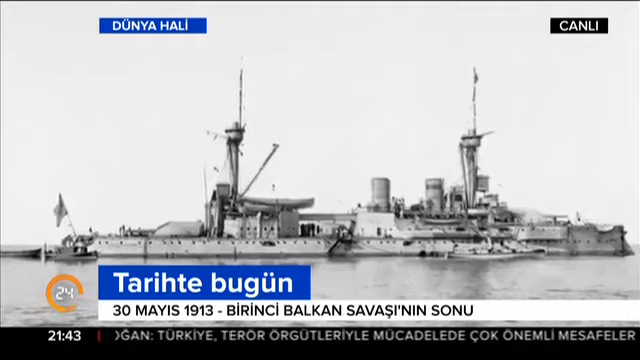 DÜNYA HALİ
CANLI
Tarihte bugün
24
30 MAYIS 1913 - BİRİNCİ BALKAN SAVAŞI'NIN SONU
21:43
OĞAN: TÜRKİYE, TERÖR ÖRGÜTLERİYLE MÜCADELEDE ÇOK ÖNEMLİ MESAFELER